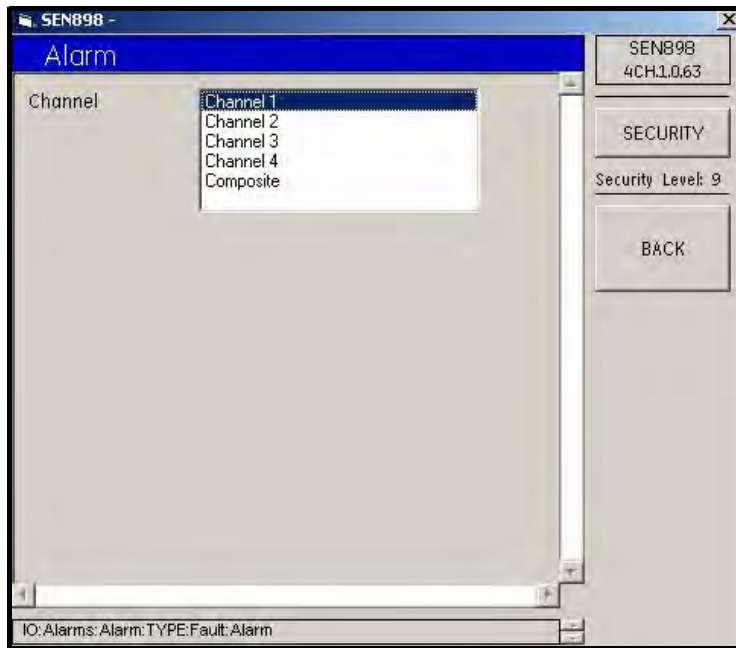 SEN898 -
Alarm
Channel
Channel 1
Channel 2
Channel 3
Channel 4
Composite
SEN898
4CH.1.0.63
SECURITY
Security Level: 9
BACK
IO:Alarms:Alarm:TYPE:Fault:Alarm